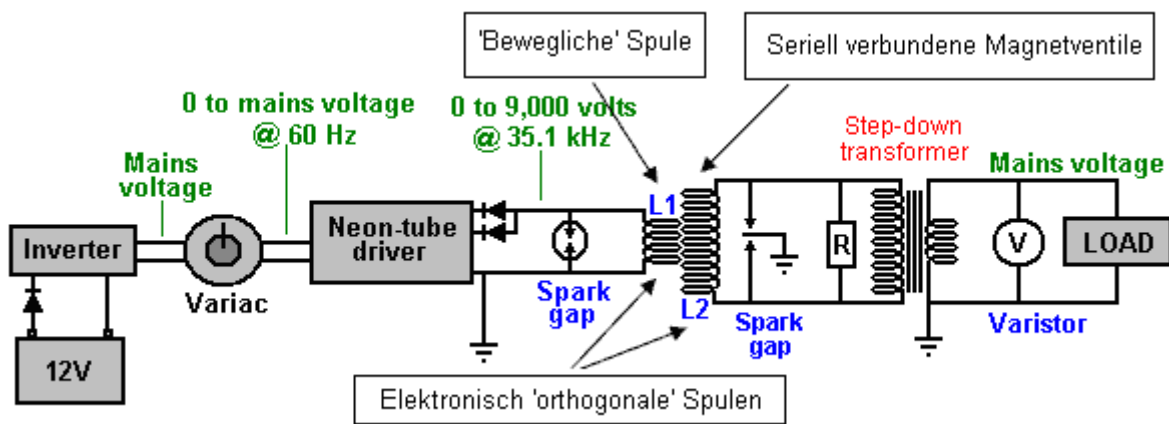 'Bewegliche' Spule
Seriell verbundene Magnetventile
0 to mains voltage
@ 60 Hz
0 to 9,000 volts
@ 35.1 kHz
Step-down
transformer
Mains
voltage
Mains voltage
L1
Inverter
Neon-tube
driver
R
V
LOAD
Variac
Spark
gap
L2
Spark
gap
Varistor
12V
Elektronisch 'orthogonale' Spulen